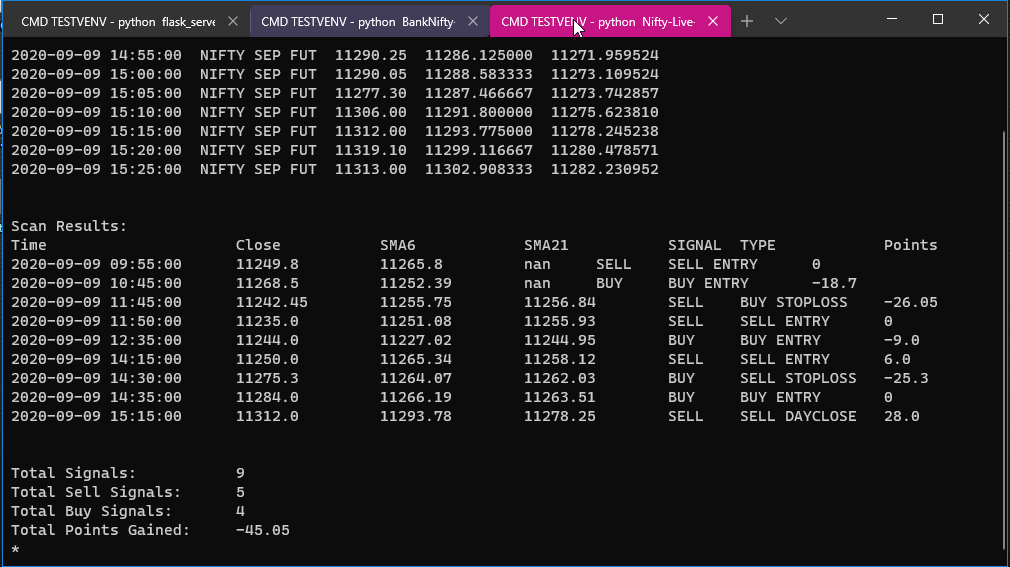 CMD TESTVENV - python flask_serve CMD TESTVENV - python BankNifty- CMD TESTVENV - python Nifty-Live-
2020-09-09 14:55:00 NIFTY SEP FUT 11290.25 11286.125000 11271.959524
2020-09-09 15:00:00 NIFTY SEP FUT 11290.05 11288.583333 11273.109524
2020-09-09 15:05:00 NIFTY SEP FUT 11277.30 11287.466667 11273.742857
2020-09-09 15:10:00 NIFTY SEP FUT 11306.00 11291.800000 11275.623810
2020-09-09 15:15:00 NIFTY SEP FUT 11312.00 11293.775000 11278.245238
2020-09-09 15:20:00 NIFTY SEP FUT 11319.10 11299.116667 11280.478571
2020-09-09 15:25:00 NIFTY SEP FUT 11313.00 11302.908333 11282.230952
Scan Results:
Time Close SMA6 SMA21 SIGNAL TYPE Points
2020-09-09 09:55:00 11249.8 11265.8 nan SELL SELL ENTRY 0
2020-09-09 10:45:00 11268.5 11252.39 nan BUY BUY ENTRY -18.7
2020-09-09 11:45:00 11242.45 11255.75 11256.84 SELL BUY STOPLOSS -26.05
2020-09-09 11:50:00 11235.0 11251.08 11255.93 SELL SELL ENTRY 0
2020-09-09 12:35:00 11244.0 11227.02 11244.95 BUY BUY ENTRY -9.0
2020-09-09 14:15:00 11250.0 11265.34 11258.12 SELL SELL ENTRY 6.0
2020-09-09 14:30:00 11275.3 11264.07 11262.03 BUY SELL STOPLOSS -25.3
2020-09-09 14:35:00 11284.0 11266.19 11263.51 BUY BUY ENTRY 0
2020-09-09 15:15:00 11312.0 11293.78 11278.25 SELL SELL DAYCLOSE 28.0
Total Signals: 9
Total Sell Signals: 5
Total Buy Signals: 4
Total Points Gained: -45.05
*